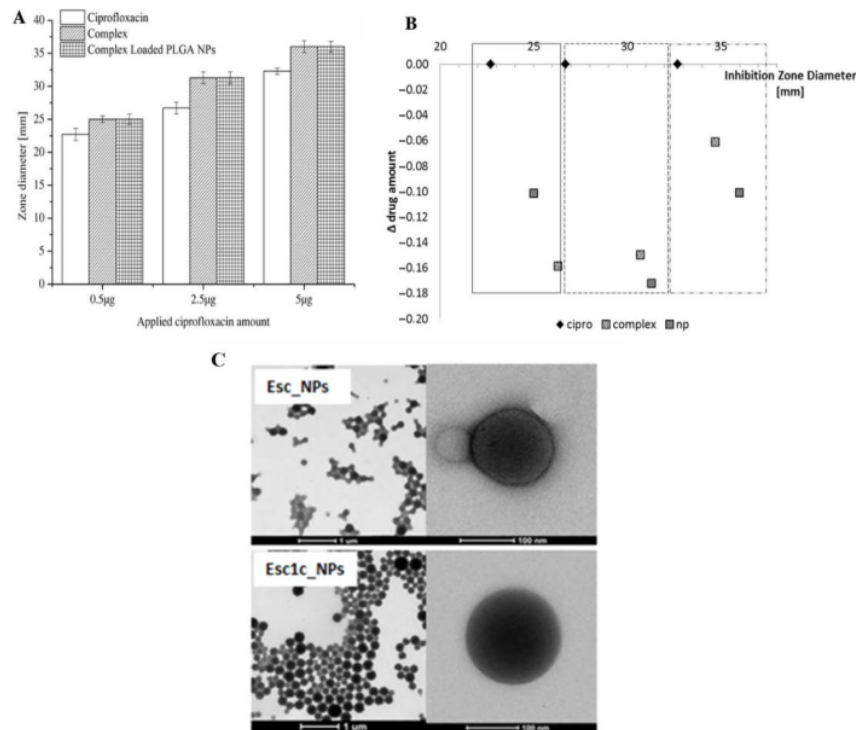 A
Ciprofloxacin
Complex
Complex Loaded PLGA NPs
Zone diameter [mm]
40
35
30
25
20
15
10
5
0
0.5µg
2.5µg
5µg
Applied ciprofloxacin amount
B
20
25
30
35
Inhibition Zone Diameter
[mm]
Δ drug amount
0.00
−0.02
−0.04
−0.06
−0.08
−0.10
−0.12
−0.14
−0.16
−0.18
−0.20
cipro
complex
np
C
Esc_NPs
1 um
100 nm
Esc1c_NPs
1 um
100 nm